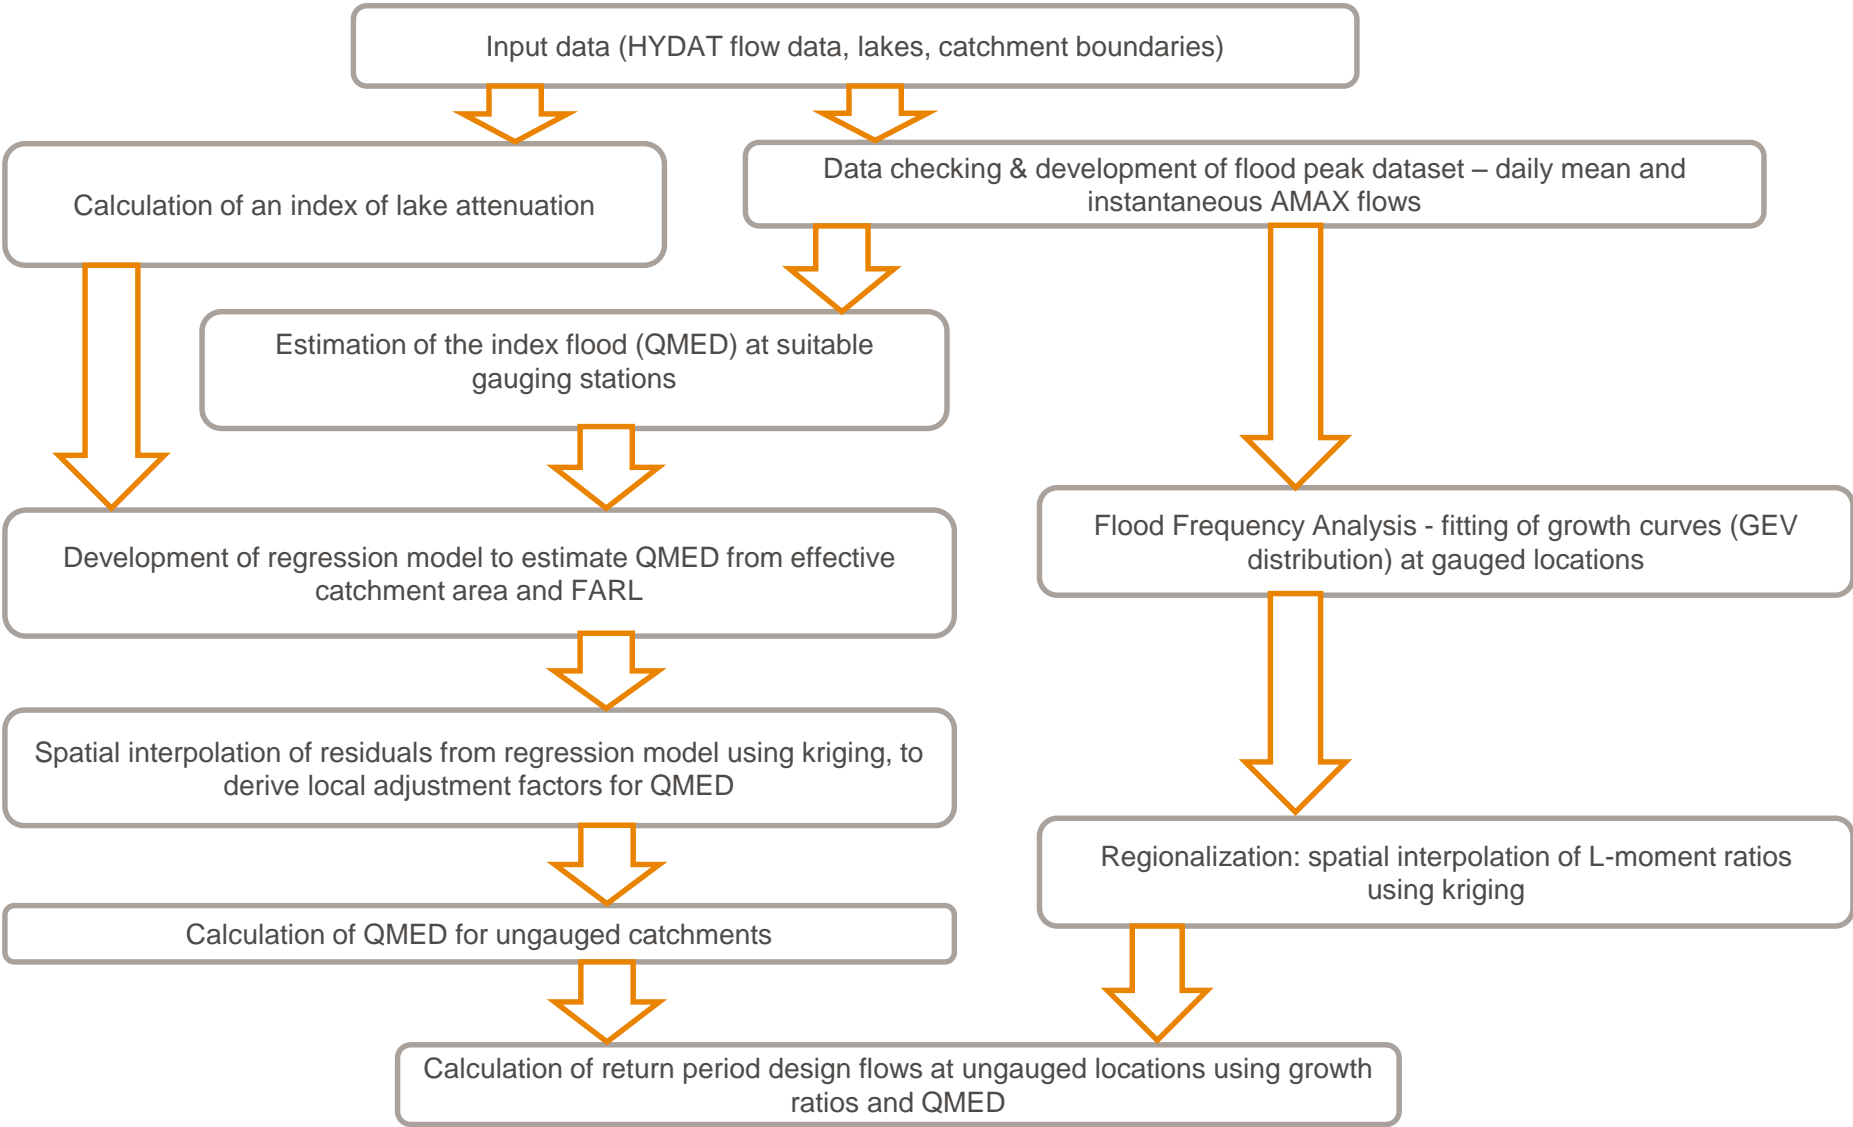 Input data (HYDAT flow data, lakes, catchment boundaries)
Calculation of an index of lake attenuation
Data checking & development of flood peak dataset – daily mean and
instantaneous AMAX flows
Estimation of the index flood (QMED) at suitable
gauging stations
Development of regression model to estimate QMED from effective
catchment area and FARL
Flood Frequency Analysis - fitting of growth curves (GEV
distribution) at gauged locations
Spatial interpolation of residuals from regression model using kriging, to
derive local adjustment factors for QMED
Regionalization: spatial interpolation of L-moment ratios
using kriging
Calculation of QMED for ungauged catchments
Calculation of return period design flows at ungauged locations using growth
ratios and QMED